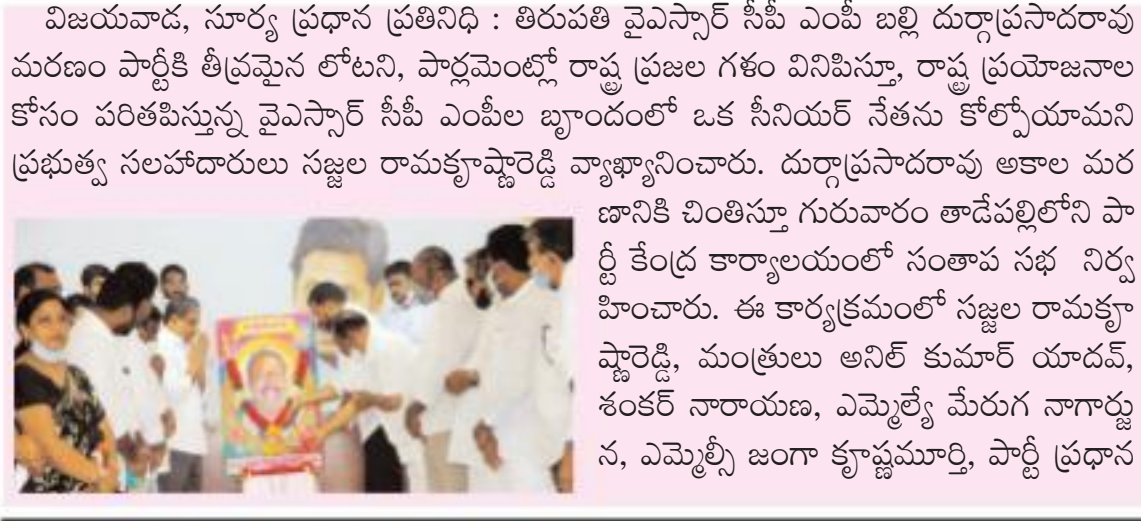 విజయవాడ, సూర్య ప్రధాన ప్రతినిధి : తిరుపతి వైఎస్సార్ సీపీ ఎంపీ బల్లి దుర్గాప్రసాదరావు
మరణం పార్టీకి తీవ్రమైన లోటని, పార్లమెంట్లో రాష్ట్ర ప్రజల గళం వినిపిస్తూ, రాష్ట్ర ప్రయోజనాల
కోసం పరితపిస్తున్న వైఎస్సార్ సీపీ ఎంపీల బృందంలో ఒక సీనియర్ నేతను కోల్పోయామని
ప్రభుత్వ సలహాదారులు సజ్జల రామకృష్ణారెడ్డి వ్యాఖ్యానించారు. దుర్గాప్రసాదరావు అకాల మర
ణానికి చింతిస్తూ గురువారం తాడేపల్లిలోని పా
ర్టీ కేంద్ర కార్యాలయంలో సంతాప సభ నిర్వ
హించారు. ఈ కార్యక్రమంలో సజ్జల రామకృ
ష్ణారెడ్డి, మంత్రులు అనిల్ కుమార్ యాదవ్,
శంకర్ నారాయణ, ఎమ్మెల్యే మేరుగ నాగార్జు
న, ఎమ్మెల్సీ జంగా కృష్ణమూర్తి, పార్టీ ప్రధాన